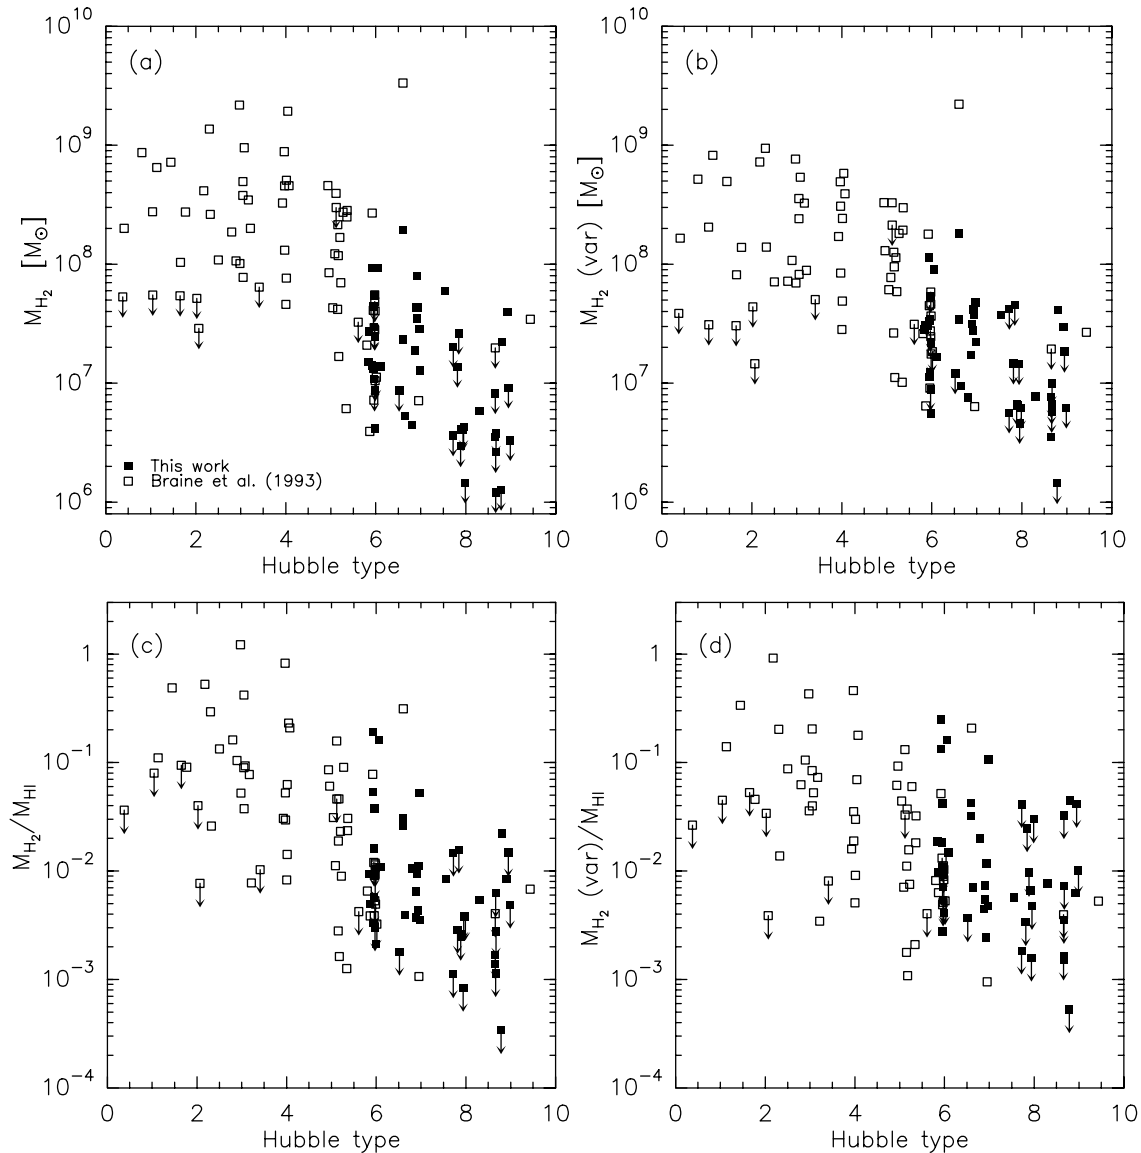 (a)
10^10
10^9
10^8
10^7
10^6
M_H2 [M⊙]
■ This work
□ Braine et al. (1993)
0 2 4 6 8 10
Hubble type
(b)
10^10
10^9
10^8
10^7
10^6
M_H2 (var) [M⊙]
0 2 4 6 8 10
Hubble type
(c)
1
10^−1
10^−2
10^−3
10^−4
M_H2/M_HI
0 2 4 6 8 10
Hubble type
(d)
1
10^−1
10^−2
10^−3
10^−4
M_H2 (var)/M_HI
0 2 4 6 8 10
Hubble type